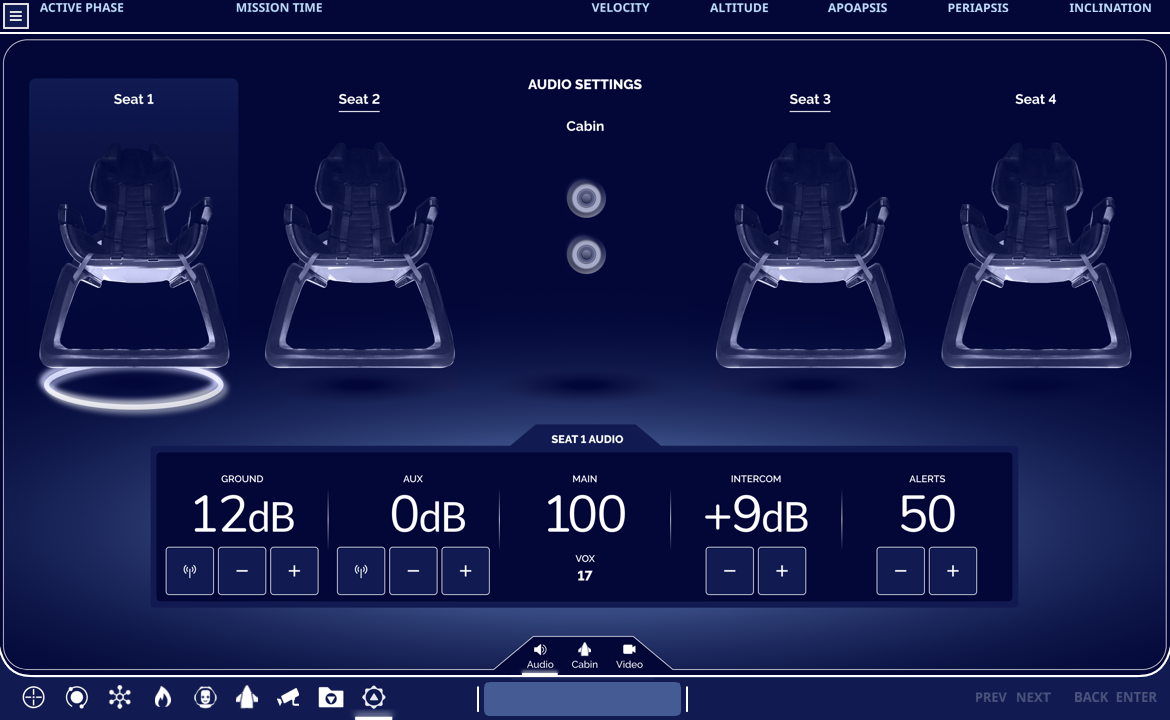 ACTIVE PHASE MISSION TIME VELOCITY ALTITUDE APOAPSIS PERIAPSIS INCLINATION
AUDIO SETTINGS
Seat 1 Seat 2 Seat 3 Seat 4
Cabin
SEAT 1 AUDIO
GROUND AUX MAIN INTERCOM ALERTS
12dB 0dB 100 +9dB 50
VOX
17
− + − + − + − +
Audio Cabin Video
PREV NEXT BACK ENTER